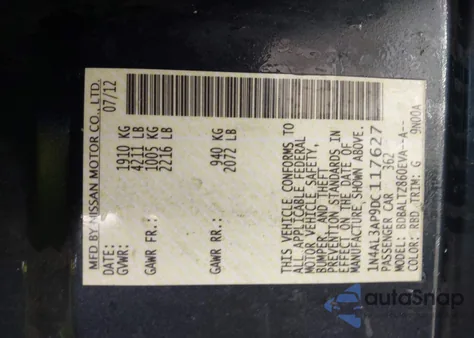 MFD BY NISSAN MOTOR CO., LTD.
DATE: 07/12
GVWR: 1910 KG
4211 LB
GAWR FR.: 1005 KG
2216 LB
GAWR RR.: 940 KG
2072 LB
THIS VEHICLE CONFORMS TO
ALL APPLICABLE FEDERAL
MOTOR VEHICLE SAFETY,
BUMPER, AND THEFT
PREVENTION STANDARDS IN
EFFECT ON THE DATE OF
MANUFACTURE SHOWN ABOVE.
1N4AL3AP9DC117627
PASSENGER CAR 362
MODEL: BDBALTZ860EVA--A--
COLOR: RBD TRIM: G 9N00A
autoSnap